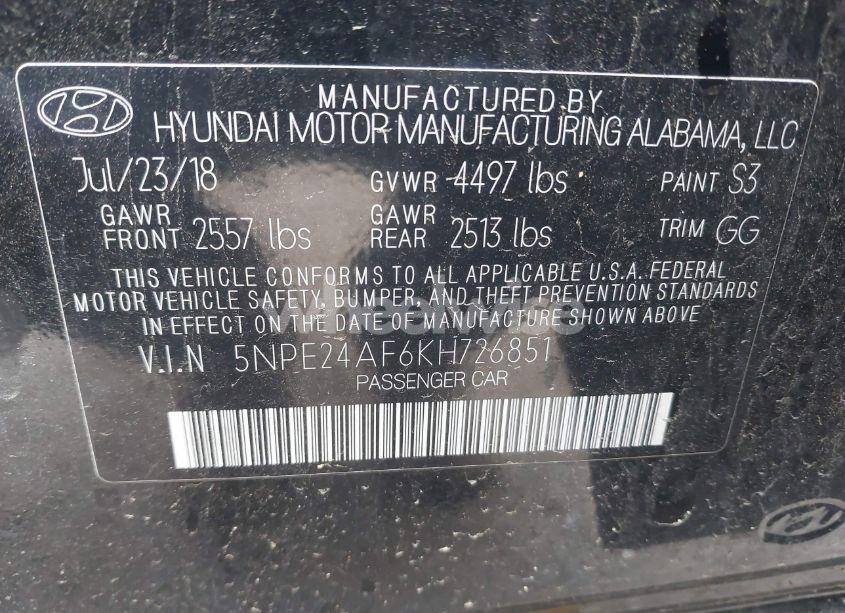 MANUFACTURED BY
HYUNDAI MOTOR MANUFACTURING ALABAMA, LLC
Jul/23/18 GVWR 4497 lbs PAINT S3
GAWR FRONT 2557 lbs GAWR REAR 2513 lbs TRIM GG
THIS VEHICLE CONFORMS TO ALL APPLICABLE U.S.A. FEDERAL
MOTOR VEHICLE SAFETY, BUMPER, AND THEFT PREVENTION STANDARDS
IN EFFECT ON THE DATE OF MANUFACTURE SHOWN ABOVE
V.I.N 5NPE24AF6KH726851
PASSENGER CAR